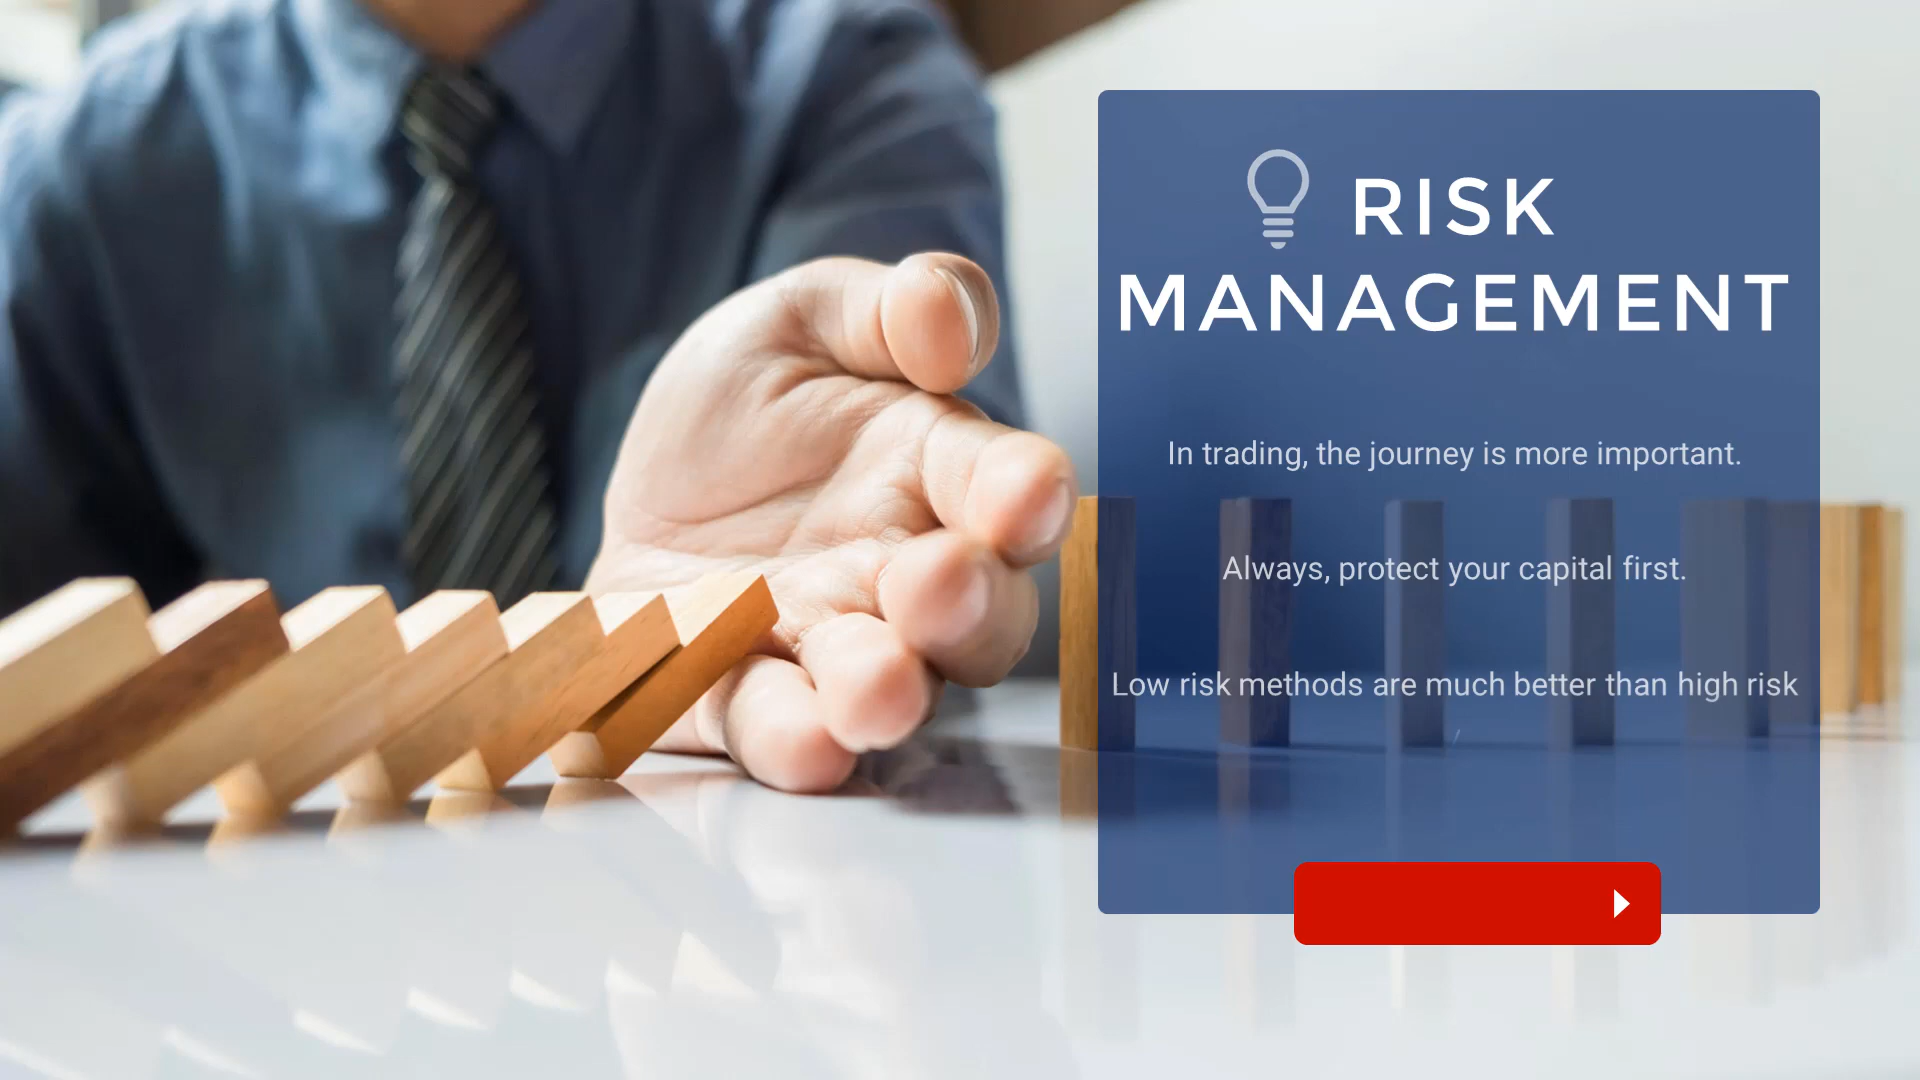 RISK
MANAGEMENT
In trading, the journey is more important.
Always, protect your capital first.
Low risk methods are much better than high risk